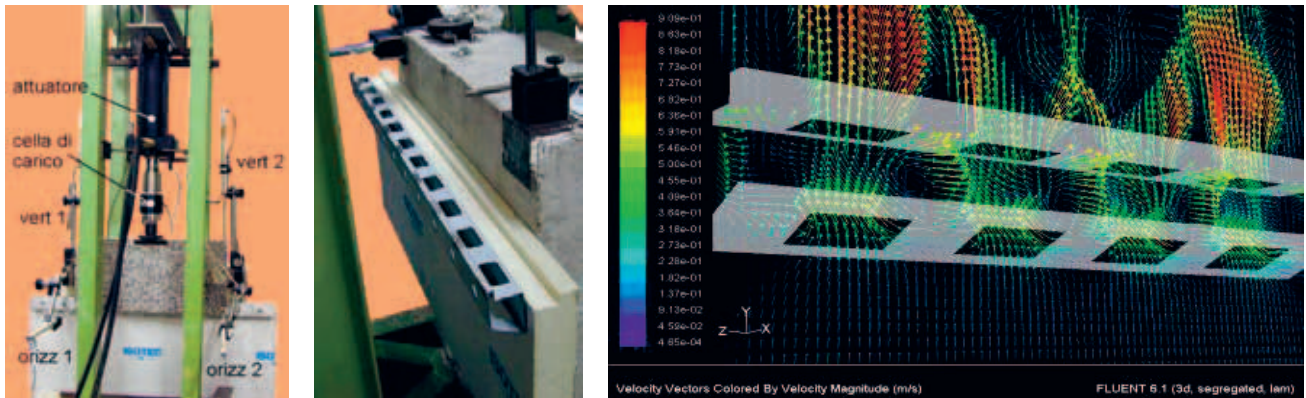 attuatore
cella di
carico
vert 2
vert 1
orizz 1
orizz 2
ISOTEC
9.09e-01
8.63e-01
8.18e-01
7.73e-01
7.27e-01
6.82e-01
6.36e-01
5.91e-01
5.46e-01
5.00e-01
4.55e-01
4.09e-01
3.64e-01
3.18e-01
2.73e-01
2.28e-01
1.82e-01
1.37e-01
9.13e-02
4.59e-02
4.65e-04
Y
Z
X
Velocity Vectors Colored By Velocity Magnitude (m/s)
FLUENT 6.1 (3d, segregated, lam)